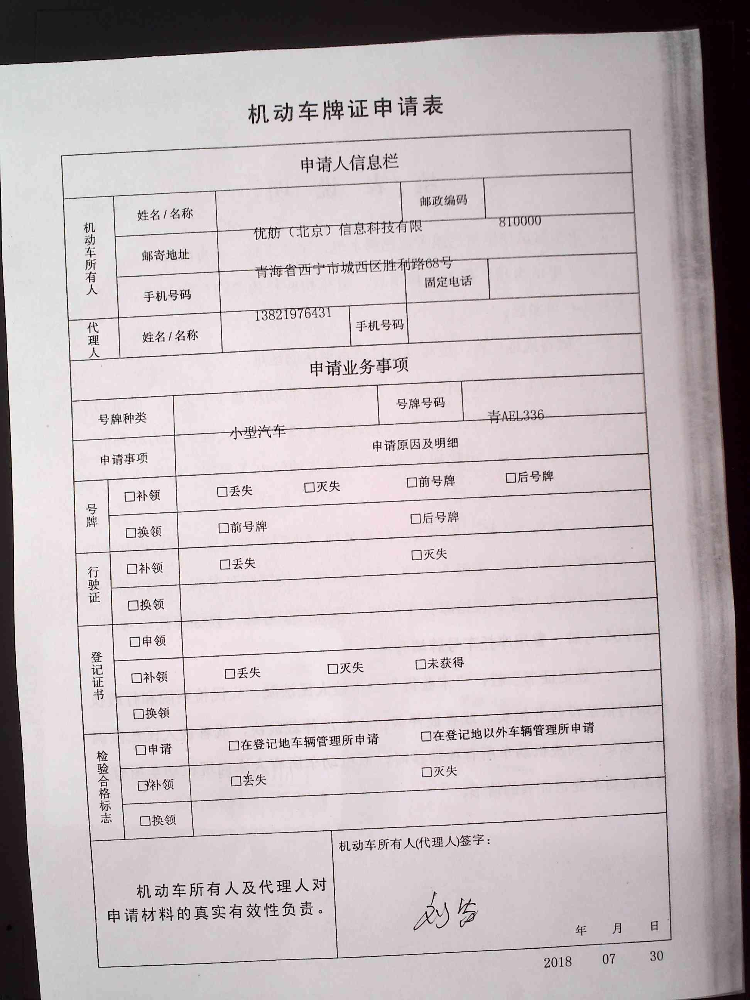 机动车牌证申请表
申请人信息栏
机动车所有人
姓名/名称
优舫（北京）信息科技有限
邮政编码
810000
邮寄地址
青海省西宁市城西区胜利路68号
手机号码
13821976431
固定电话
代理人
姓名/名称
手机号码
申请业务事项
号牌种类
小型汽车
号牌号码
青AEL336
申请事项
申请原因及明细
号牌
□补领 □丢失 □灭失 □前号牌 □后号牌
□换领 □前号牌 □后号牌
行驶证
□补领 □丢失 □灭失
□换领
登记证书
□申领
□补领 □丢失 □灭失 □未获得
□换领
检验合格标志
□申请 □在登记地车辆管理所申请 □在登记地以外车辆管理所申请
☑补领 □丢失 □灭失
□换领
机动车所有人及代理人对
申请材料的真实有效性负责。
机动车所有人(代理人)签字：
年 月 日
2018 07 30